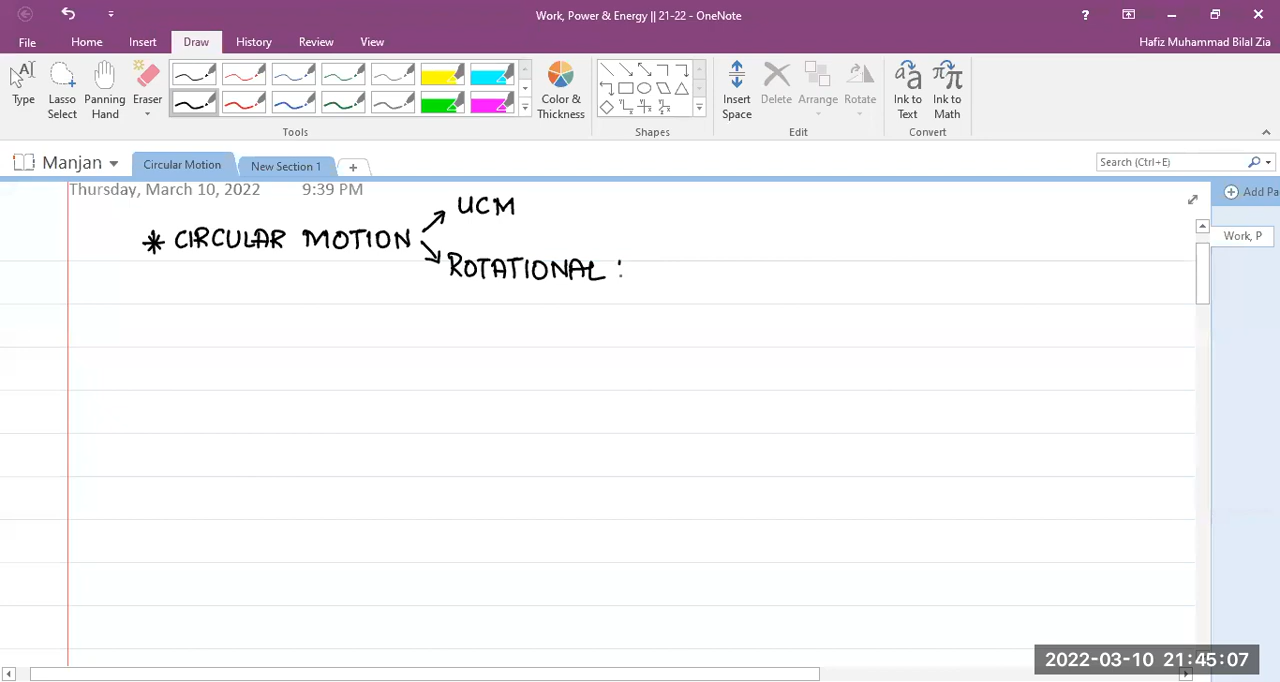 Work, Power & Energy || 21-22 - OneNote
?
File Home Insert Draw History Review View
Hafiz Muhammad Bilal Zia
Type
Lasso Select
Panning Hand
Eraser
Color & Thickness
Insert Space
Delete
Arrange
Rotate
Ink to Text
Ink to Math
Tools
Shapes
Edit
Convert
Manjan
Circular Motion
New Section 1
Search (Ctrl+E)
Add Pa
Work, P
Thursday, March 10, 2022 9:39 PM
UCM
* CIRCULAR MOTION
ROTATIONAL :
2022-03-10 21:45:07